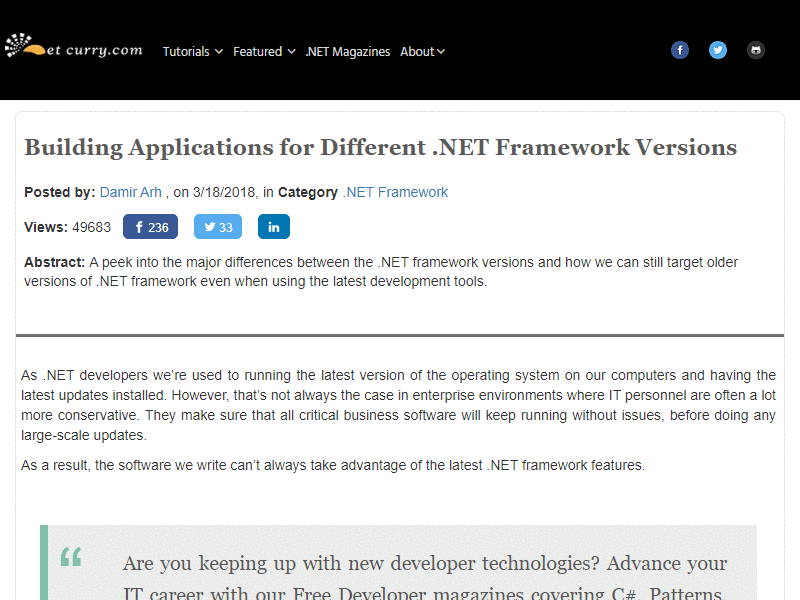 et curry.com
Tutorials Featured .NET Magazines About
Building Applications for Different .NET Framework Versions
Posted by: Damir Arh , on 3/18/2018, in Category .NET Framework
Views: 49683 f 236 33 in
Abstract: A peek into the major differences between the .NET framework versions and how we can still target older
versions of .NET framework even when using the latest development tools.
As .NET developers we’re used to running the latest version of the operating system on our computers and having the
latest updates installed. However, that’s not always the case in enterprise environments where IT personnel are often a lot
more conservative. They make sure that all critical business software will keep running without issues, before doing any
large-scale updates.
As a result, the software we write can’t always take advantage of the latest .NET framework features.
“ Are you keeping up with new developer technologies? Advance your
IT career with our Free Developer magazines covering C#, Patterns,